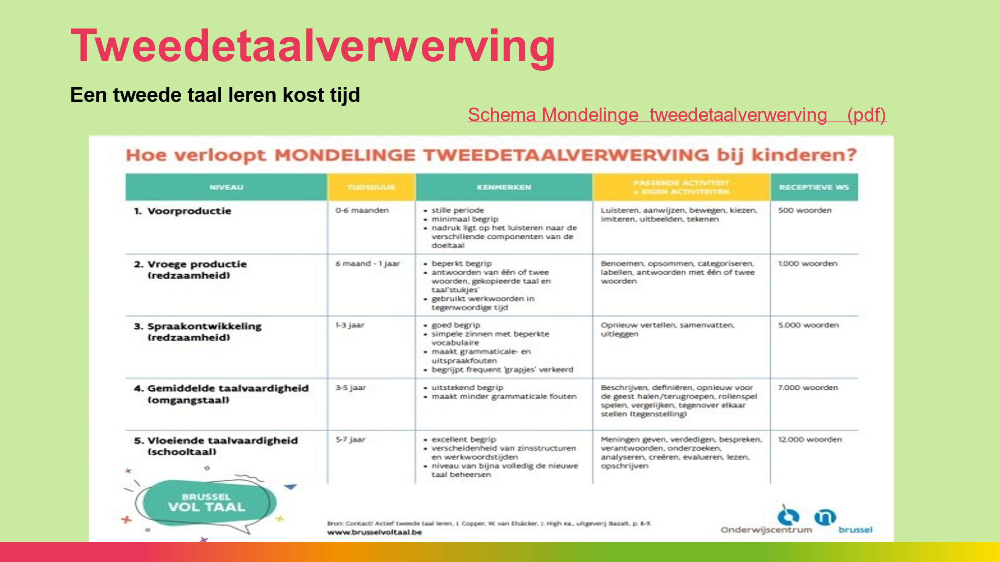 Tweedetaalverwerving
Een tweede taal leren kost tijd
Schema Mondelinge tweedetaalverwerving (pdf)
Hoe verloopt MONDELINGE TWEEDETAALVERWERVING bij kinderen?
NIVEAU
TIJDSDUUR
KENMERKEN
PASSENDE ACTIVITEIT
+ EIGEN ACTIVITEITEN
RECEPTIEVE WS
1. Voorproductie
0-6 maanden
• stille periode
• minimaal begrip
• nadruk ligt op het luisteren naar de
verschillende componenten van de
doeltaal
Luisteren, aanwijzen, bewegen, kiezen,
imiteren, uitbeelden, tekenen
500 woorden
2. Vroege productie
(redzaamheid)
6 maand - 1 jaar
• beperkt begrip
• antwoorden van één of twee
woorden, gekopieerde taal en
taal'stukjes'
• gebruikt werkwoorden in
tegenwoordige tijd
Benoemen, opsommen, categoriseren,
labellen, antwoorden met één of twee
woorden
1.000 woorden
3. Spraakontwikkeling
(redzaamheid)
1-3 jaar
• goed begrip
• simpele zinnen met beperkte
vocabulaire
• maakt grammaticale- en
uitspraakfouten
• begrijpt frequent 'grapjes' verkeerd
Opnieuw vertellen, samenvatten,
uitleggen
5.000 woorden
4. Gemiddelde taalvaardigheid
(omgangstaal)
3-5 jaar
• uitstekend begrip
• maakt minder grammaticale fouten
Beschrijven, definiëren, opnieuw voor
de geest halen/terugroepen, rollenspel
spelen, vergelijken, tegenover elkaar
stellen (tegenstelling)
7.000 woorden
5. Vloeiende taalvaardigheid
(schooltaal)
5-7 jaar
• excellent begrip
• verscheidenheid van zinsstructuren
en werkwoordstijden
• niveau van bijna volledig de nieuwe
taal beheersen
Meningen geven, verdedigen, bespreken,
verantwoorden, onderzoeken,
analyseren, creëren, evalueren, lezen,
opschrijven
12.000 woorden
BRUSSEL
VOL TAAL
Bron: Contact! Actief tweede taal leren, J. Copper, W. van Elsäcker, J. High ea., uitgeverij Bazalt, p. 8-9.
www.brusselvoltaal.be
Onderwijscentrum
n
brussel